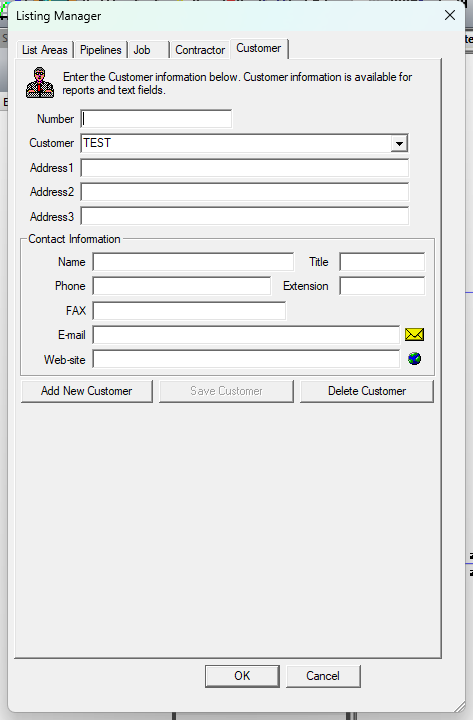 Listing Manager
List Areas Pipelines Job Contractor Customer
Enter the Customer information below. Customer information is available for
reports and text fields.
Number
Customer TEST
Address1
Address2
Address3
Contact Information
Name Title
Phone Extension
FAX
E-mail
Web-site
Add New Customer Save Customer Delete Customer
OK Cancel